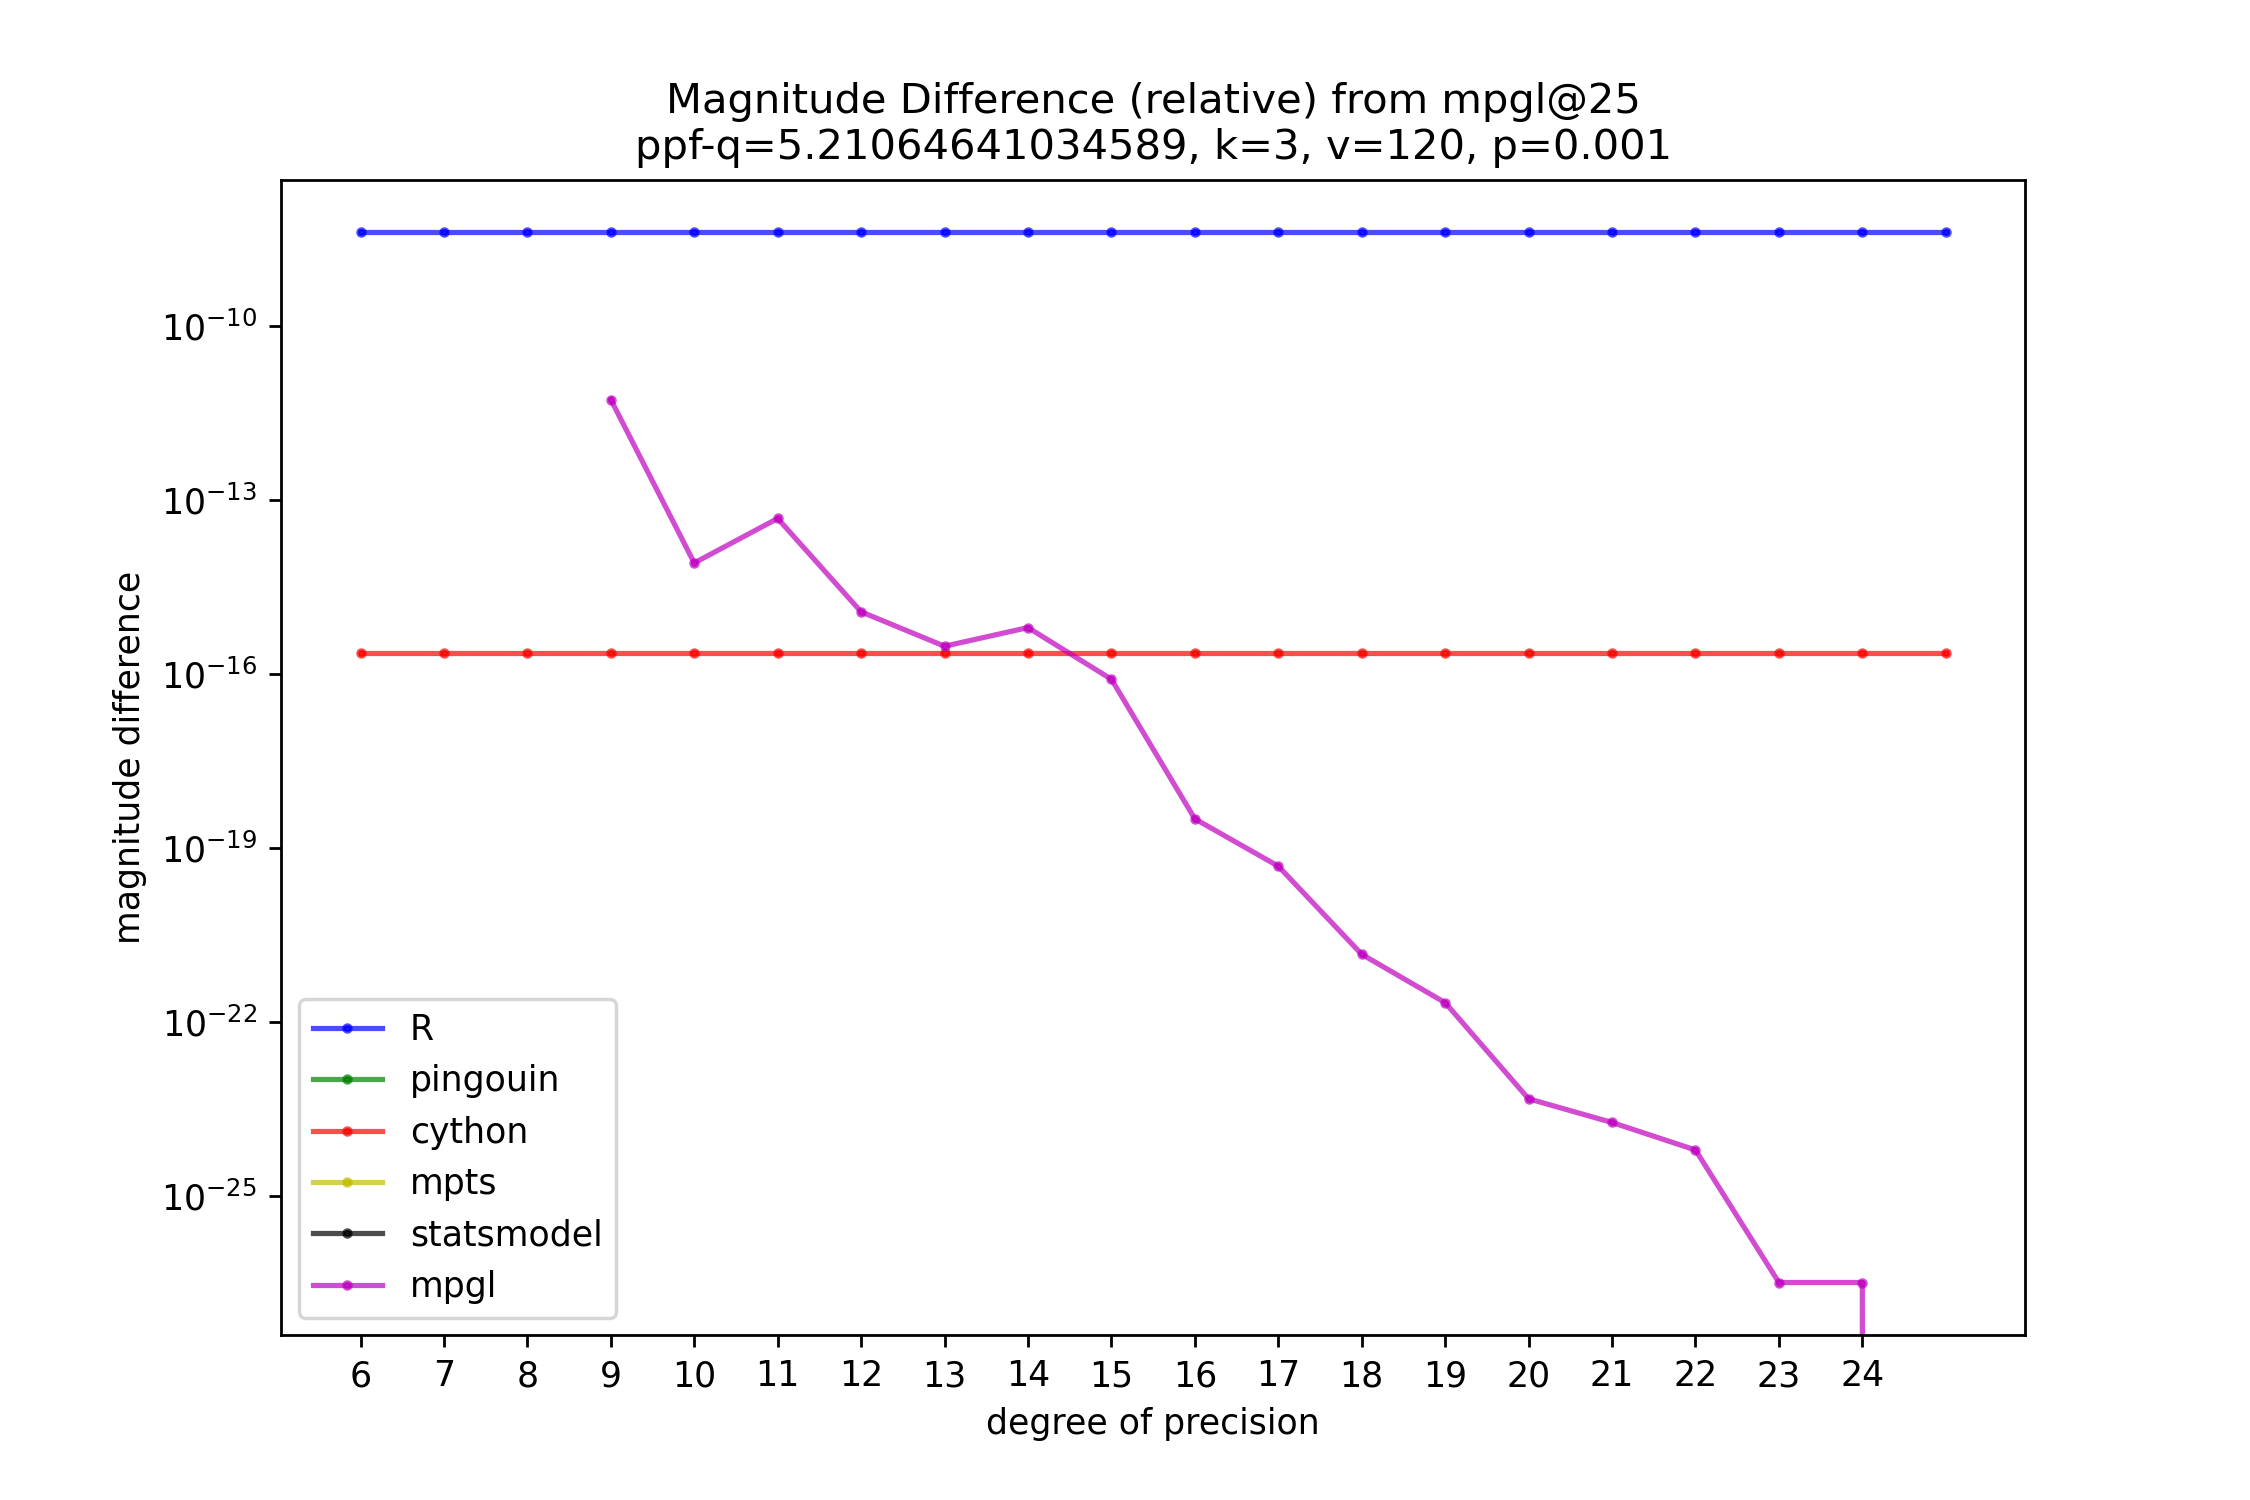 Magnitude Difference (relative) from mpgl@25
ppf-q=5.21064641034589, k=3, v=120, p=0.001
magnitude difference
10⁻¹⁰
10⁻¹³
10⁻¹⁶
10⁻¹⁹
10⁻²²
10⁻²⁵
R
pingouin
cython
mpts
statsmodel
mpgl
6 7 8 9 10 11 12 13 14 15 16 17 18 19 20 21 22 23 24
degree of precision